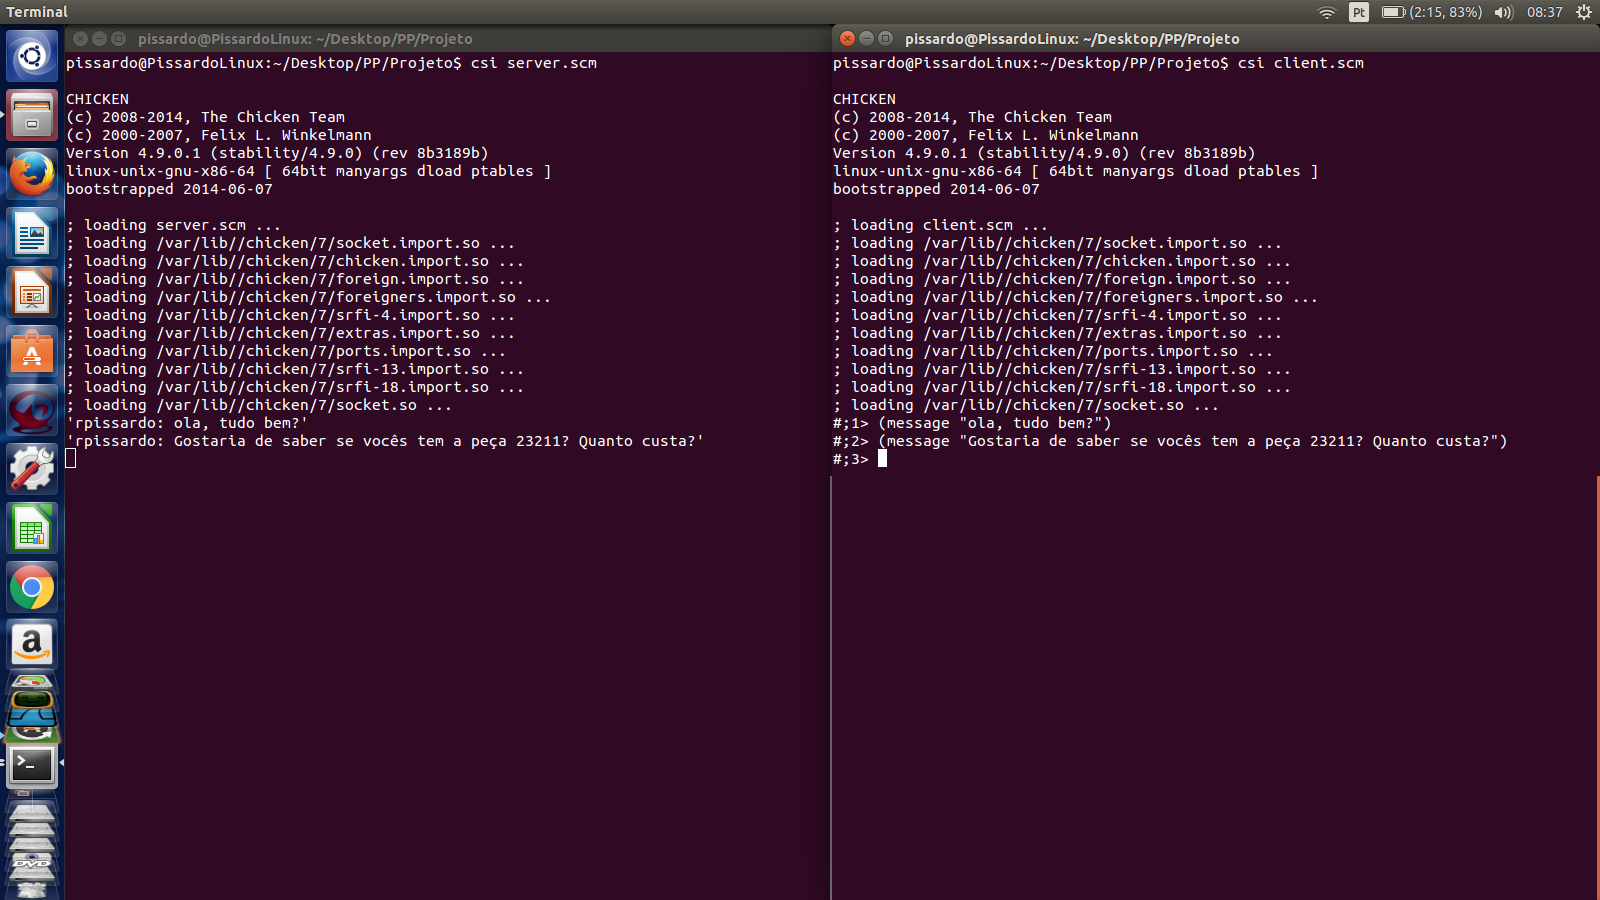 Terminal
Pt
(2:15, 83%)
08:37
pissardo@PissardoLinux: ~/Desktop/PP/Projeto
pissardo@PissardoLinux:~/Desktop/PP/Projeto$ csi server.scm
CHICKEN
(c) 2008-2014, The Chicken Team
(c) 2000-2007, Felix L. Winkelmann
Version 4.9.0.1 (stability/4.9.0) (rev 8b3189b)
linux-unix-gnu-x86-64 [ 64bit manyargs dload ptables ]
bootstrapped 2014-06-07
; loading server.scm ...
; loading /var/lib//chicken/7/socket.import.so ...
; loading /var/lib//chicken/7/chicken.import.so ...
; loading /var/lib//chicken/7/foreign.import.so ...
; loading /var/lib//chicken/7/foreigners.import.so ...
; loading /var/lib//chicken/7/srfi-4.import.so ...
; loading /var/lib//chicken/7/extras.import.so ...
; loading /var/lib//chicken/7/ports.import.so ...
; loading /var/lib//chicken/7/srfi-13.import.so ...
; loading /var/lib//chicken/7/srfi-18.import.so ...
; loading /var/lib//chicken/7/socket.so ...
'rpissardo: ola, tudo bem?'
'rpissardo: Gostaria de saber se vocês tem a peça 23211? Quanto custa?'
pissardo@PissardoLinux: ~/Desktop/PP/Projeto
pissardo@PissardoLinux:~/Desktop/PP/Projeto$ csi client.scm
CHICKEN
(c) 2008-2014, The Chicken Team
(c) 2000-2007, Felix L. Winkelmann
Version 4.9.0.1 (stability/4.9.0) (rev 8b3189b)
linux-unix-gnu-x86-64 [ 64bit manyargs dload ptables ]
bootstrapped 2014-06-07
; loading client.scm ...
; loading /var/lib//chicken/7/socket.import.so ...
; loading /var/lib//chicken/7/chicken.import.so ...
; loading /var/lib//chicken/7/foreign.import.so ...
; loading /var/lib//chicken/7/foreigners.import.so ...
; loading /var/lib//chicken/7/srfi-4.import.so ...
; loading /var/lib//chicken/7/extras.import.so ...
; loading /var/lib//chicken/7/ports.import.so ...
; loading /var/lib//chicken/7/srfi-13.import.so ...
; loading /var/lib//chicken/7/srfi-18.import.so ...
; loading /var/lib//chicken/7/socket.so ...
#;1> (message "ola, tudo bem?")
#;2> (message "Gostaria de saber se vocês tem a peça 23211? Quanto custa?")
#;3>
A
a
>_
DVD